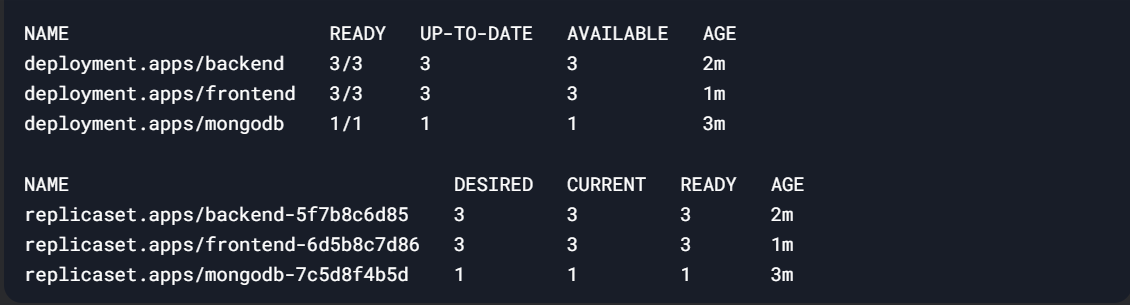 NAME                       READY   UP-TO-DATE   AVAILABLE   AGE
deployment.apps/backend    3/3     3            3           2m
deployment.apps/frontend   3/3     3            3           1m
deployment.apps/mongodb    1/1     1            1           3m

NAME                                  DESIRED   CURRENT   READY   AGE
replicaset.apps/backend-5f7b8c6d85    3         3         3       2m
replicaset.apps/frontend-6d5b8c7d86   3         3         3       1m
replicaset.apps/mongodb-7c5d8f4b5d    1         1         1       3m